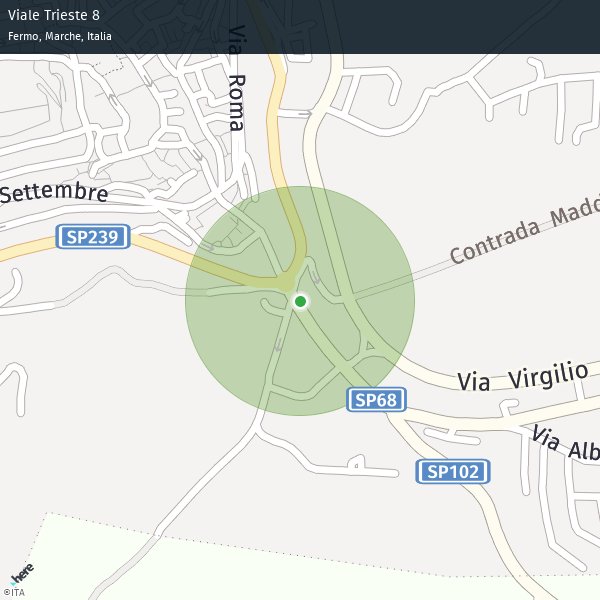 Viale Trieste 8
Fermo, Marche, Italia
Via Roma
Settembre
SP239
Contrada Madd
Via Virgilio
SP68
Via Alb
SP102
here
©ITA